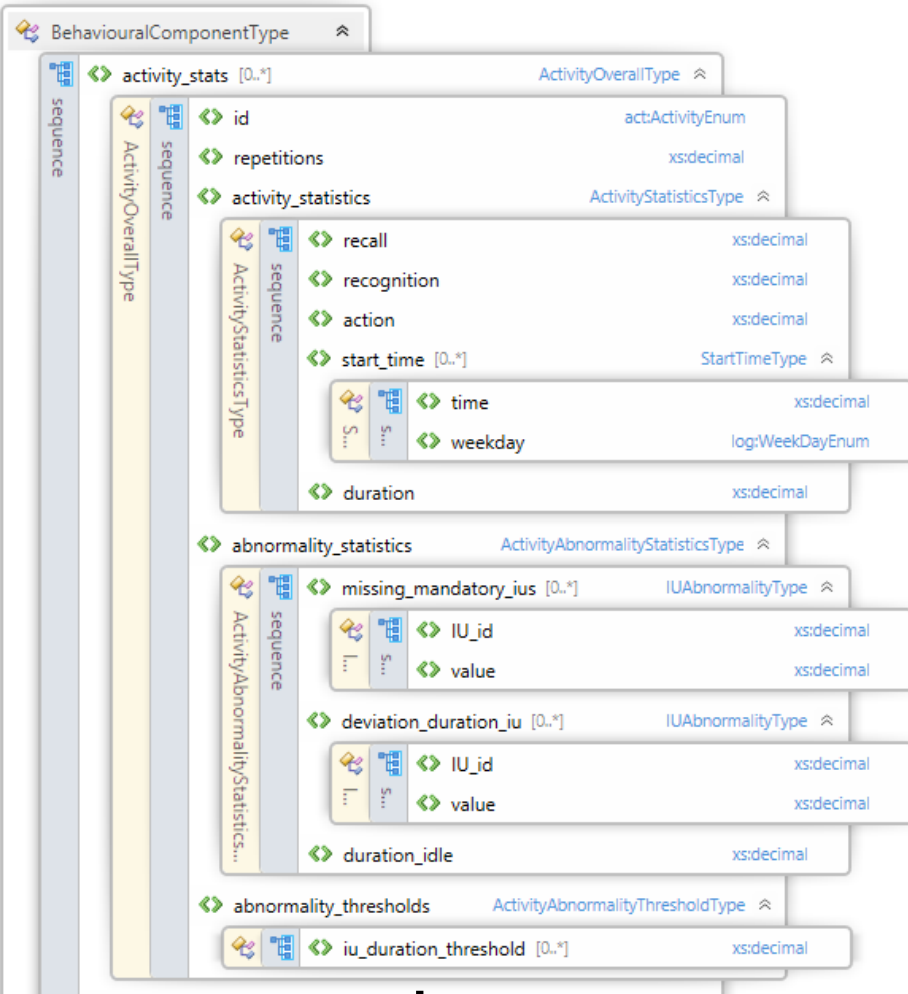 BehaviouralComponentType
activity_stats [0..*] ActivityOverallType
sequence
ActivityOverallType
sequence
id act:ActivityEnum
repetitions xs:decimal
activity_statistics ActivityStatisticsType
ActivityStatisticsType
sequence
recall xs:decimal
recognition xs:decimal
action xs:decimal
start_time [0..*] StartTimeType
S...
s...
time xs:decimal
weekday log:WeekDayEnum
duration xs:decimal
abnormality_statistics ActivityAbnormalityStatisticsType
ActivityAbnormalityStatistics...
sequence
missing_mandatory_ius [0..*] IUAbnormalityType
I...
s...
IU_id xs:decimal
value xs:decimal
deviation_duration_iu [0..*] IUAbnormalityType
I...
s...
IU_id xs:decimal
value xs:decimal
duration_idle xs:decimal
abnormality_thresholds ActivityAbnormalityThresholdType
iu_duration_threshold [0..*] xs:decimal